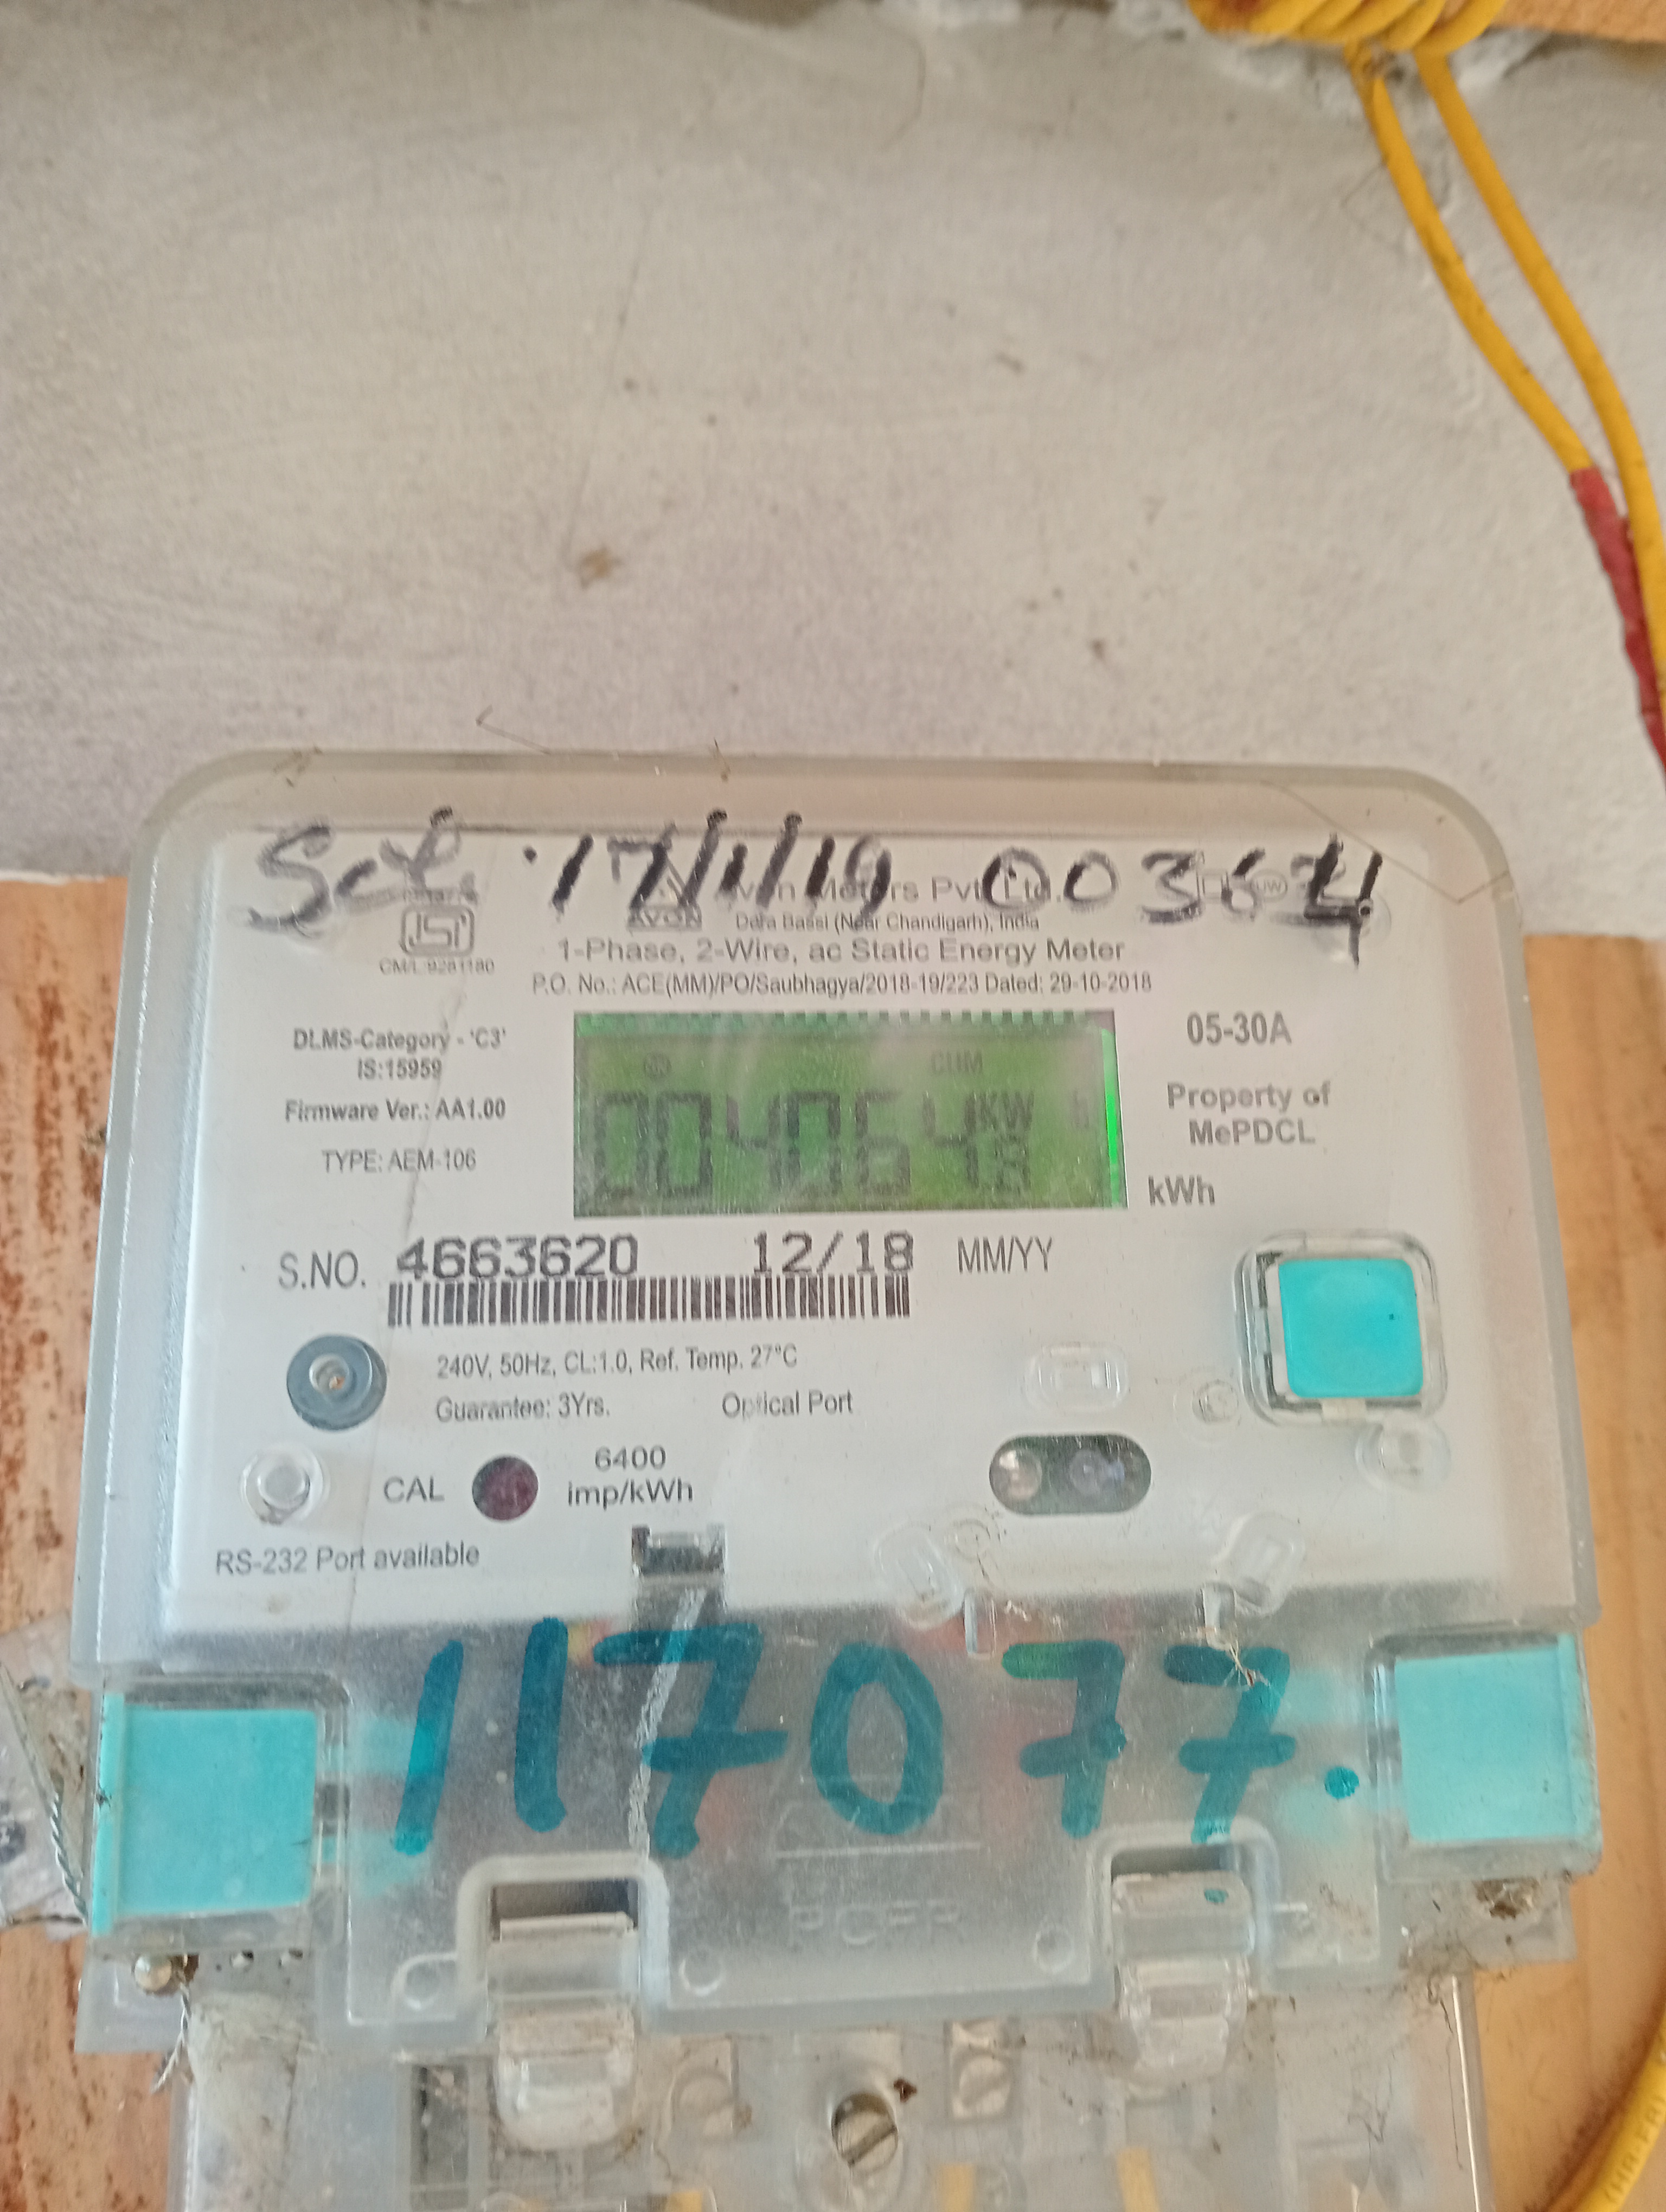 17/1/19 00364
Avon Meters Pvt. Ltd.
AVON
Dera Bassi (Near Chandigarh), India
ISI
CM/L 9281180
1-Phase, 2-Wire, ac Static Energy Meter
P.O. No.: ACE(MM)/PO/Saubhagya/2018-19/223 Dated: 29-10-2018
DLMS-Category - 'C3'
IS:15959
Firmware Ver.: AA1.00
TYPE: AEM-106
CUM
kWh
05-30A
Property of
MePDCL
kWh
S.NO. 4663620 12/18 MM/YY
240V, 50Hz, CL:1.0, Ref. Temp. 27°C
Guarantee: 3Yrs. Optical Port
CAL 6400
imp/kWh
RS-232 Port available
117077.